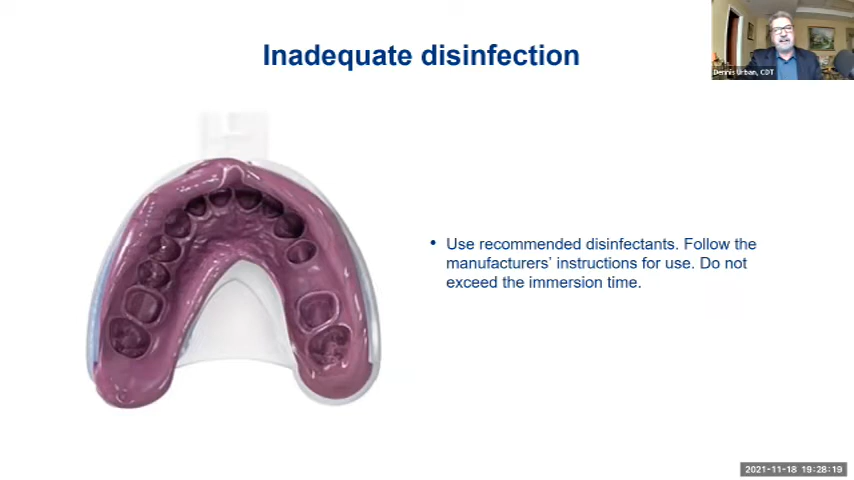 Inadequate disinfection
Dennis Urban, CDT
• Use recommended disinfectants. Follow the
manufacturers’ instructions for use. Do not
exceed the immersion time.
2021-11-18 19:28:19